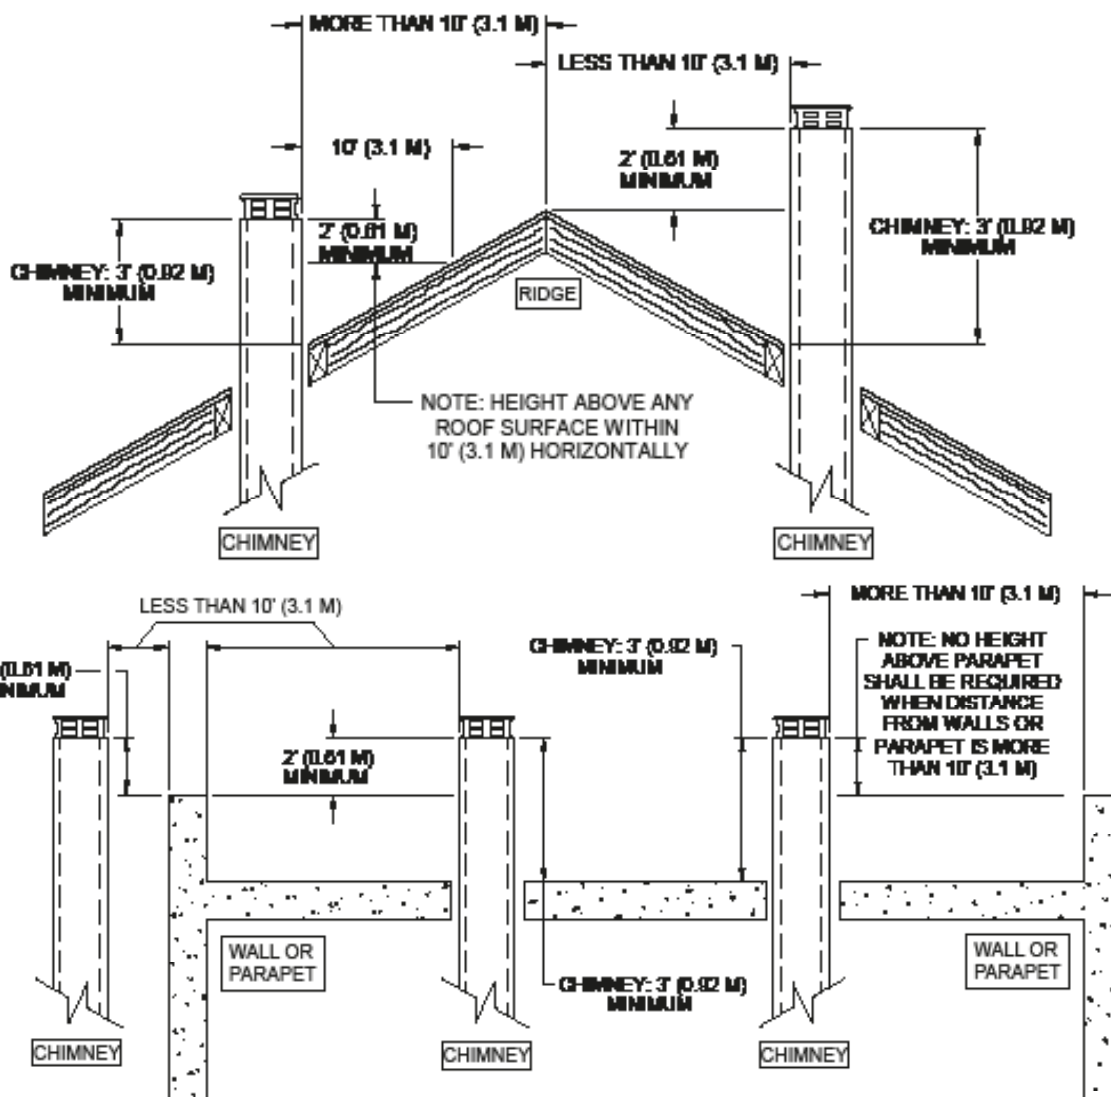 MORE THAN 10' (3.1 M)
LESS THAN 10' (3.1 M)
10' (3.1 M)
2' (0.61 M)
MINIMUM
2' (0.61 M)
MINIMUM
CHIMNEY: 3' (0.92 M)
MINIMUM
CHIMNEY: 3' (0.92 M)
MINIMUM
RIDGE
NOTE: HEIGHT ABOVE ANY
ROOF SURFACE WITHIN
10' (3.1 M) HORIZONTALLY
CHIMNEY
CHIMNEY
LESS THAN 10' (3.1 M)
MORE THAN 10' (3.1 M)
(0.61 M)
NIMUM
CHIMNEY: 3' (0.92 M)
MINIMUM
NOTE: NO HEIGHT
ABOVE PARAPET
SHALL BE REQUIRED
WHEN DISTANCE
FROM WALLS OR
PARAPET IS MORE
THAN 10' (3.1 M)
2' (0.61 M)
MINIMUM
WALL OR
PARAPET
WALL OR
PARAPET
CHIMNEY: 3' (0.92 M)
MINIMUM
CHIMNEY
CHIMNEY
CHIMNEY